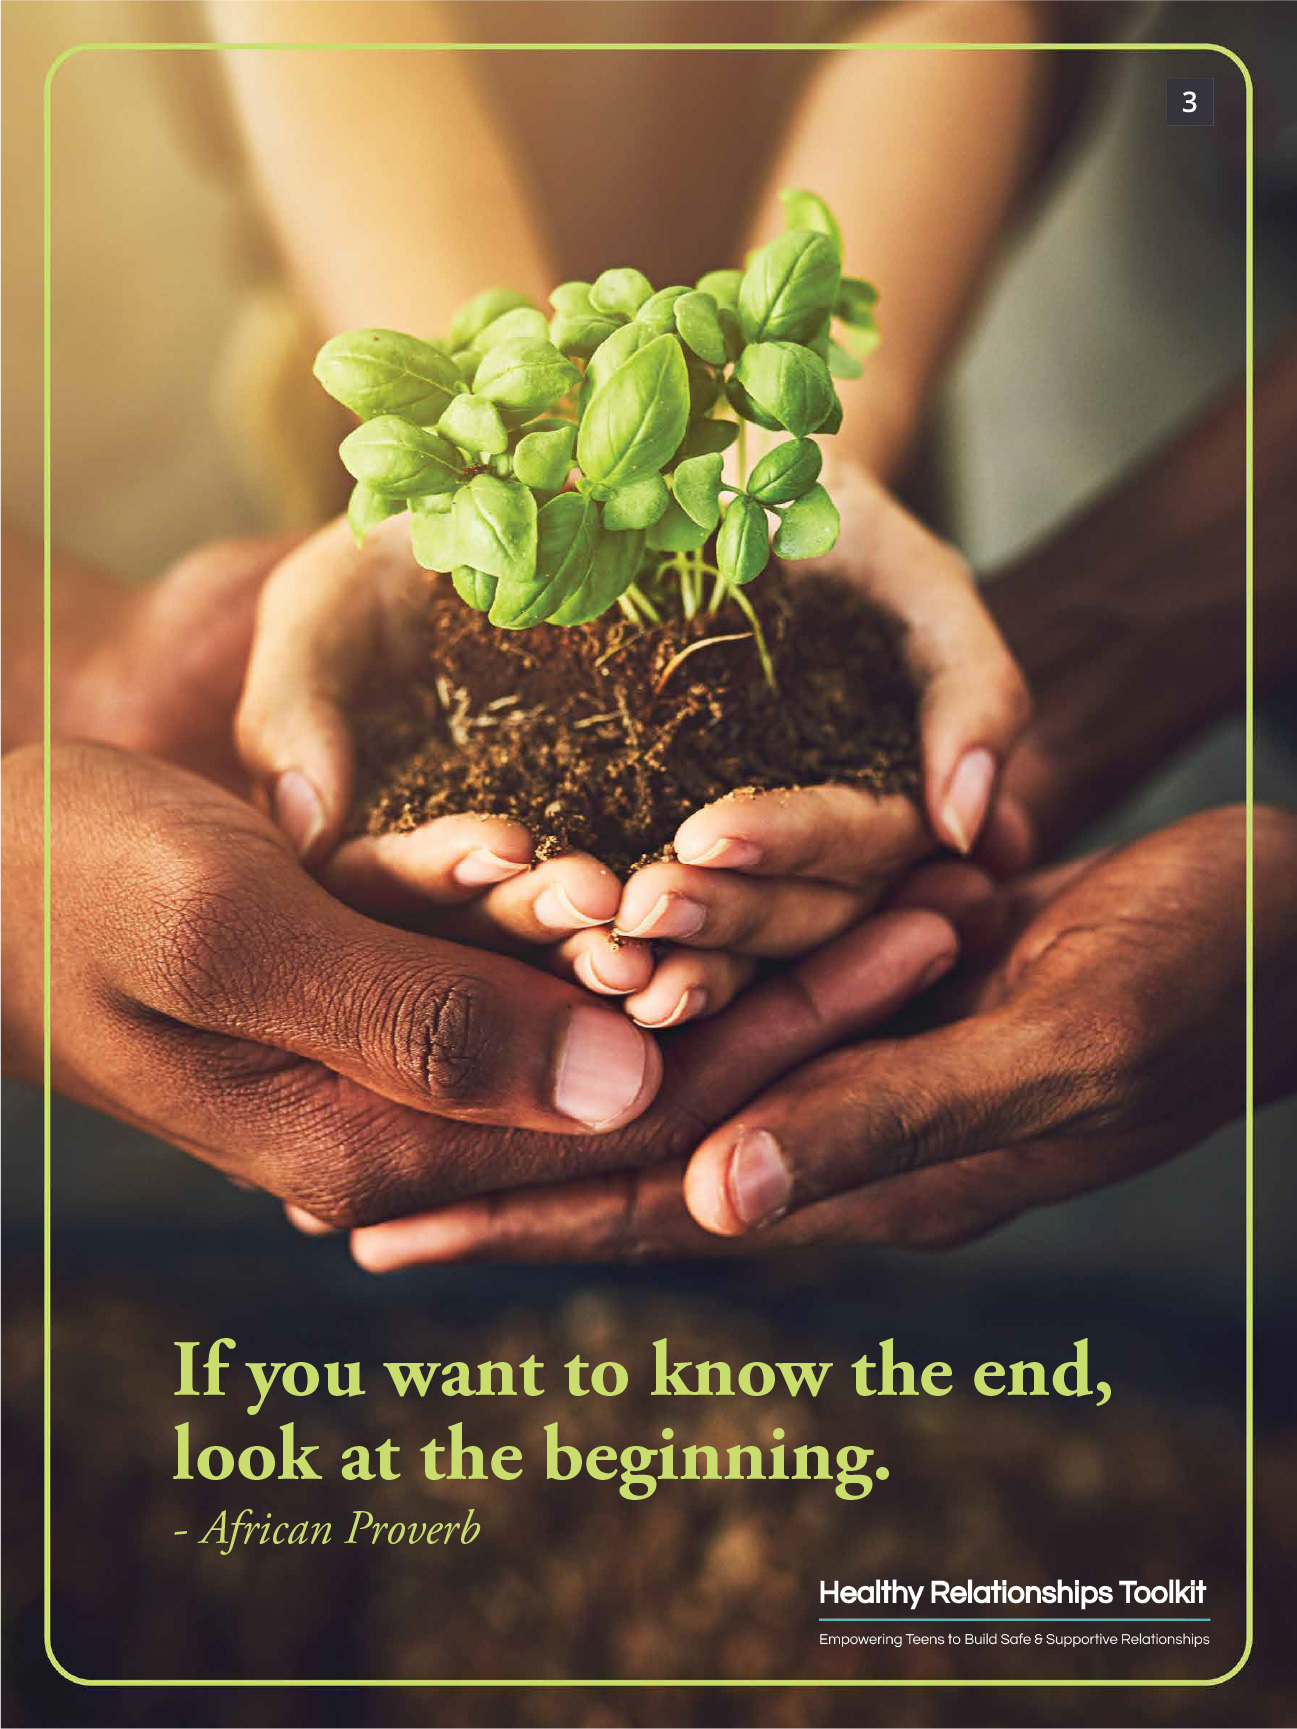 3
If you want to know the end,
look at the beginning.
- African Proverb
Healthy Relationships Toolkit
Empowering Teens to Build Safe & Supportive Relationships